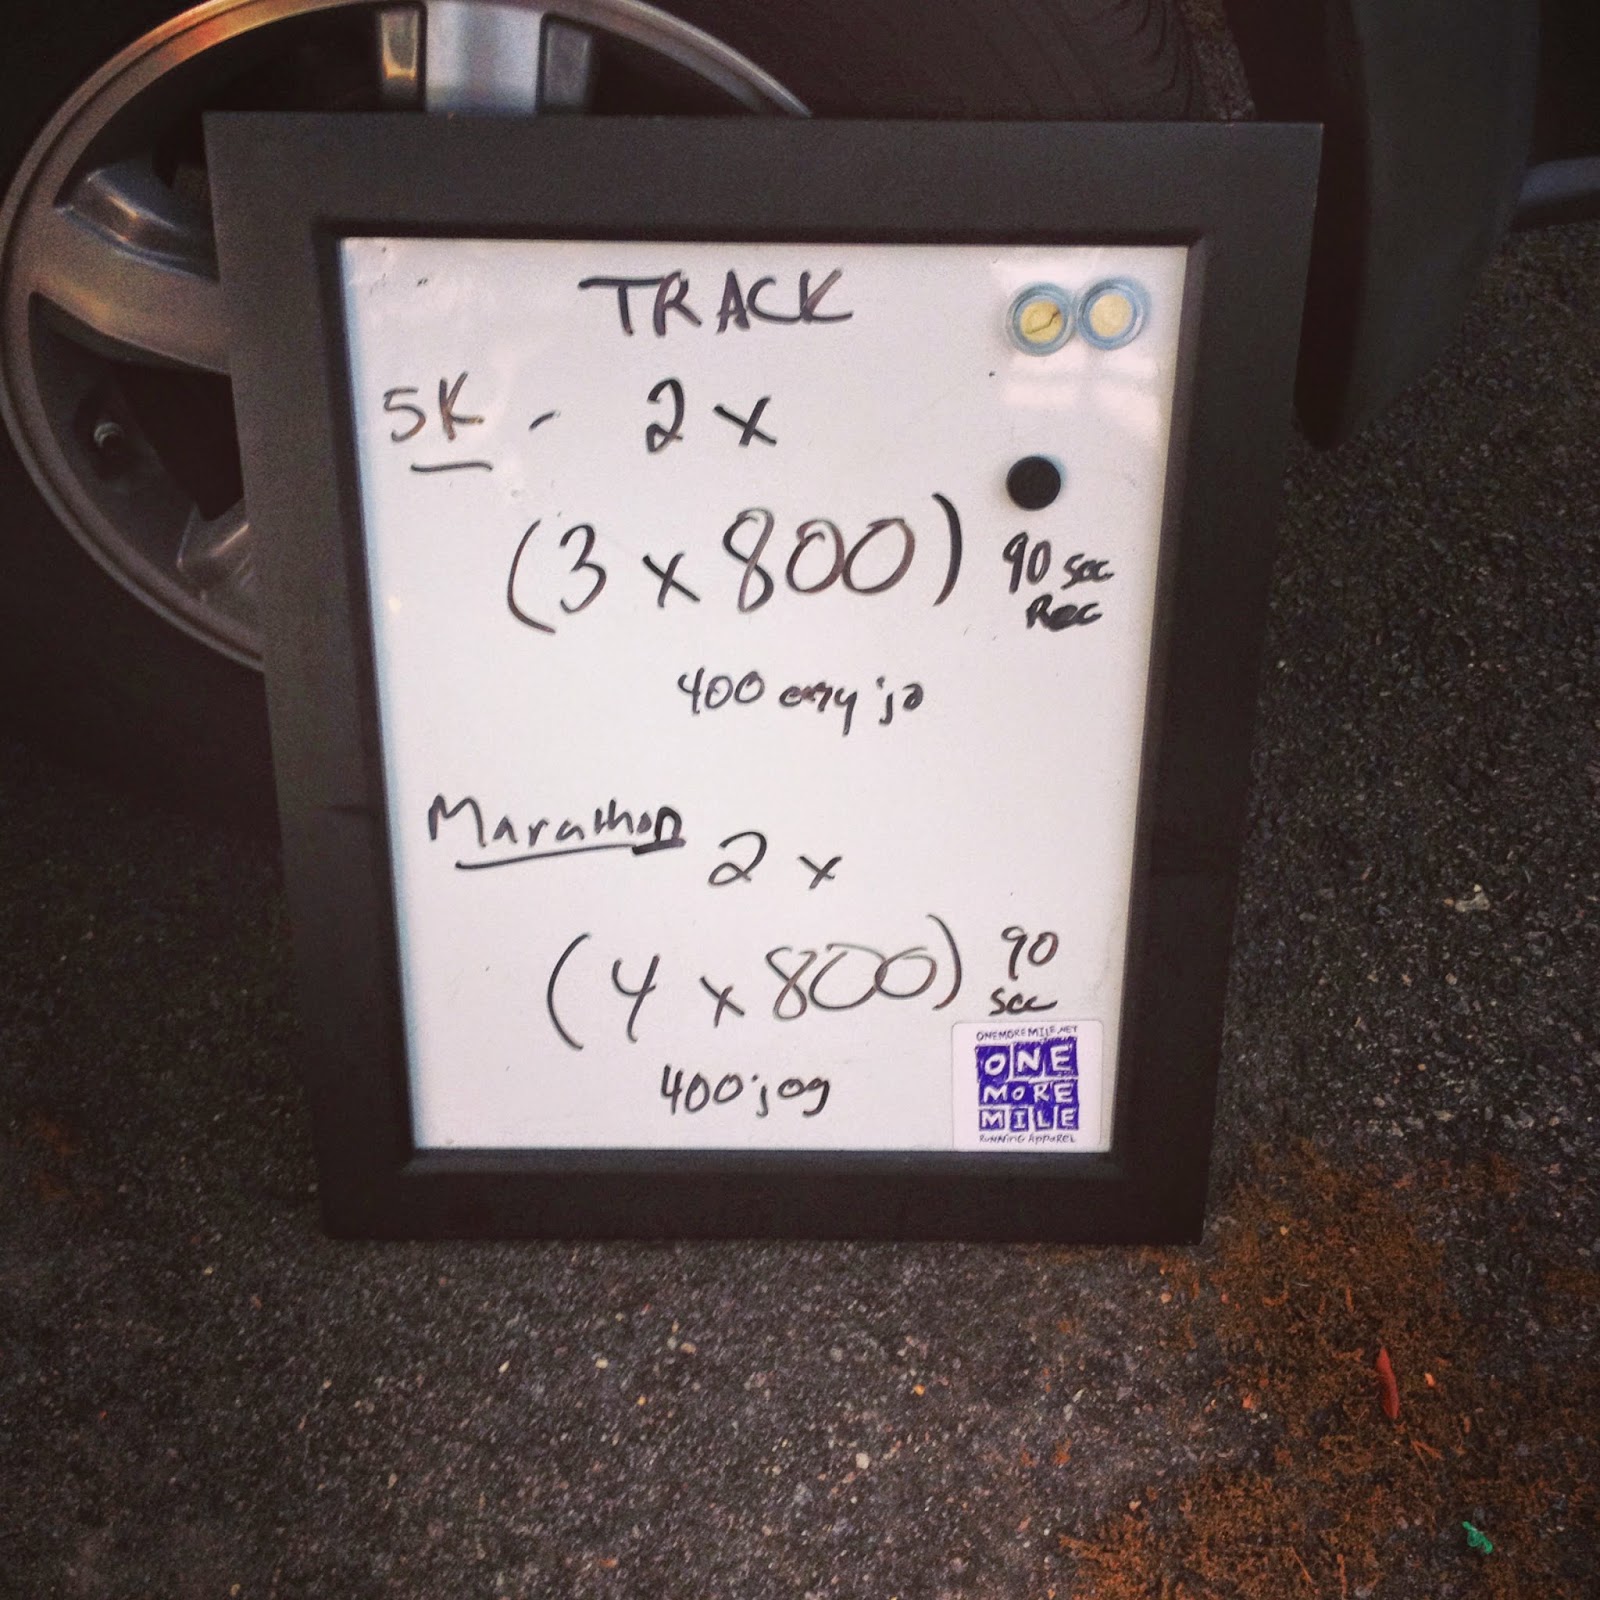 TRACK
5K - 2 x
(3 x 800) 90 sec
Rec
400 easy jog
Marathon 2 x
(4 x 800) 90
sec
400 jog
ONEMOREMILE.NET
ONE
MORE
MILE
RUNNING APPAREL